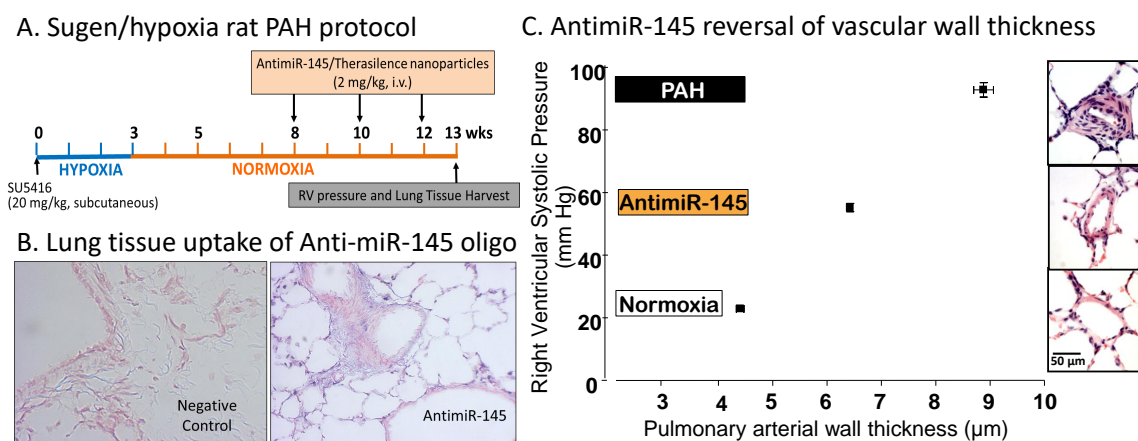 A. Sugen/hypoxia rat PAH protocol
AntimiR-145/Therasilence nanoparticles
(2 mg/kg, i.v.)
0 3 5 8 10 12 13 wks
HYPOXIA NORMOXIA
SU5416
(20 mg/kg, subcutaneous)
RV pressure and Lung Tissue Harvest
B. Lung tissue uptake of Anti-miR-145 oligo
Negative
Control
AntimiR-145
C. AntimiR-145 reversal of vascular wall thickness
Right Ventricular Systolic Pressure
(mm Hg)
100
80
60
40
20
0
PAH
AntimiR-145
Normoxia
50 µm
3 4 5 6 7 8 9 10
Pulmonary arterial wall thickness (µm)